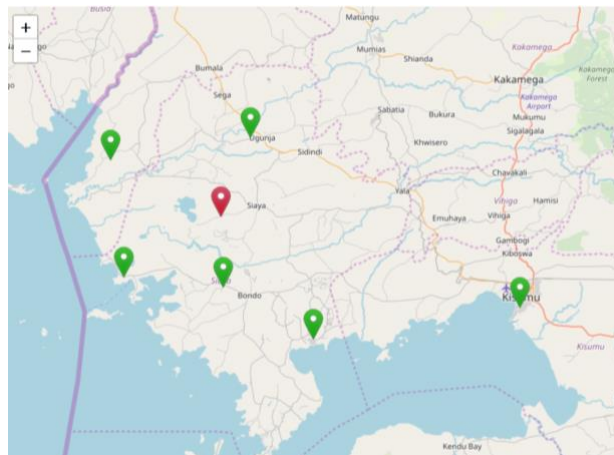 +
−
Busia
Matungu
Mumias
Shianda
Kakamega
Bumala
Kakamega
Kakamega
Forest
Sega
Sabatia
Bukura
Kakamega
Airport
Mukumu
Sigalagala
Ugunja
Sidindi
Khwisero
Chavakali
Yala
Hamisi
Siaya
Emuhaya
Vihiga
Vihiga
Gambogi
Kiboswa
Bondo
Kisumu
Kisumu
Kendu Bay